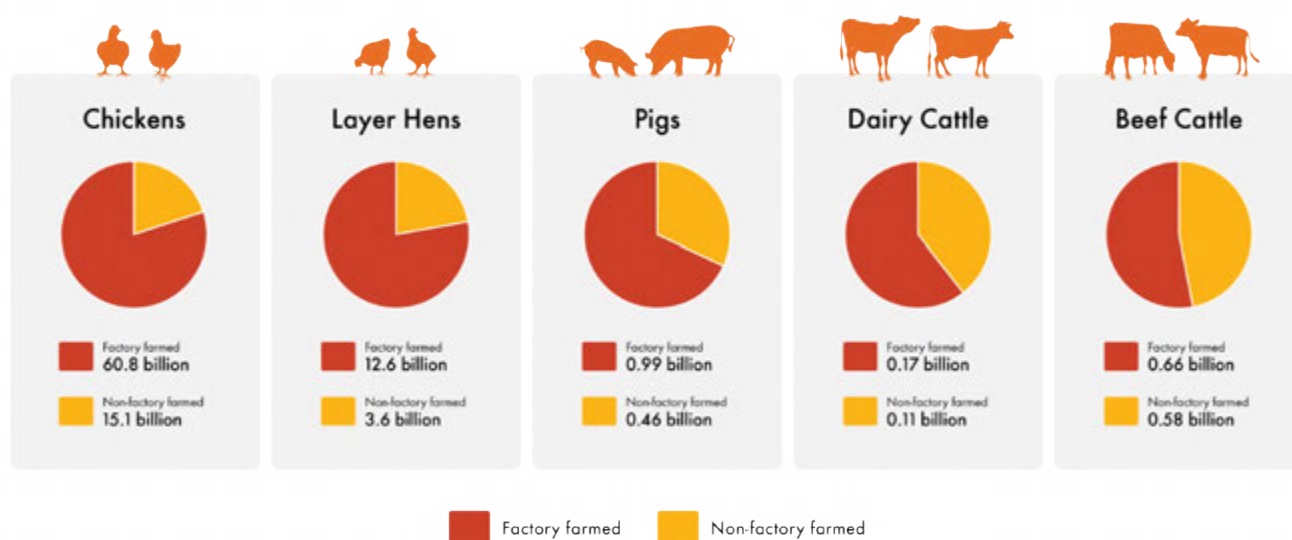 Chickens
Factory farmed
60.8 billion
Non-factory farmed
15.1 billion
Layer Hens
Factory farmed
12.6 billion
Non-factory farmed
3.6 billion
Pigs
Factory farmed
0.99 billion
Non-factory farmed
0.46 billion
Dairy Cattle
Factory farmed
0.17 billion
Non-factory farmed
0.11 billion
Beef Cattle
Factory farmed
0.66 billion
Non-factory farmed
0.58 billion
Factory farmed
Non-factory farmed